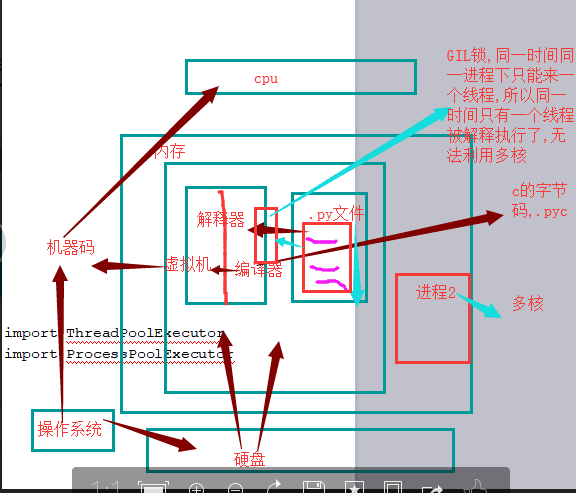 cpu
GIL锁,同一时间同
一进程下只能来一
个线程,所以同一
时间只有一个线程
被解释执行了,无
法利用多核
内存
解释器
.py文件
c的字节
码,.pyc
机器码
虚拟机
编译器
进程2
多核
import ThreadPoolExecutor
import ProcessPoolExecutor
操作系统
硬盘
1:1